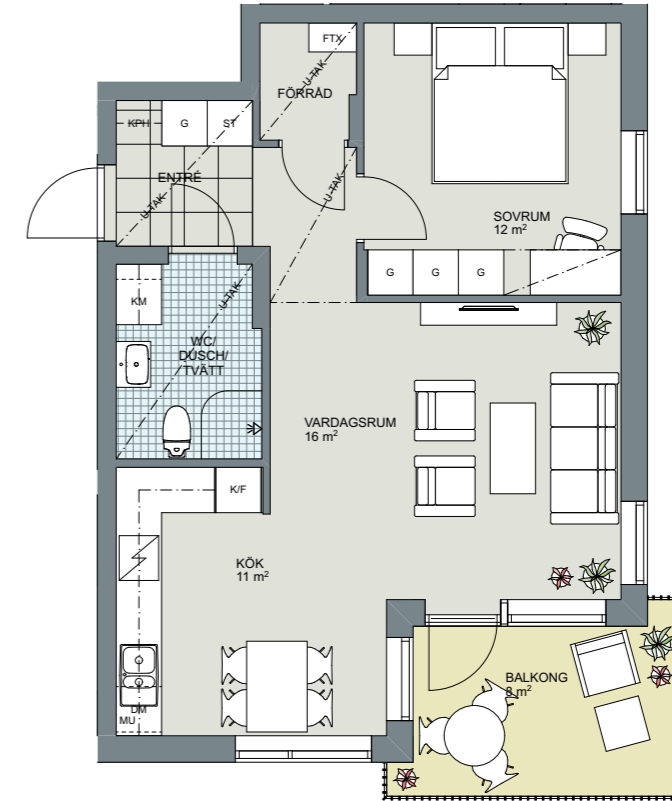 FTX
U-TAK
FÖRRÅD
KPH
G
ST
ENTRÉ
U-TAK
U-TAK
SOVRUM
12 m²
G
G
G
KM
U-TAK
WC/
DUSCH/
TVÄTT
VARDAGSRUM
16 m²
K/F
KÖK
11 m²
BALKONG
8 m²
DM
MU